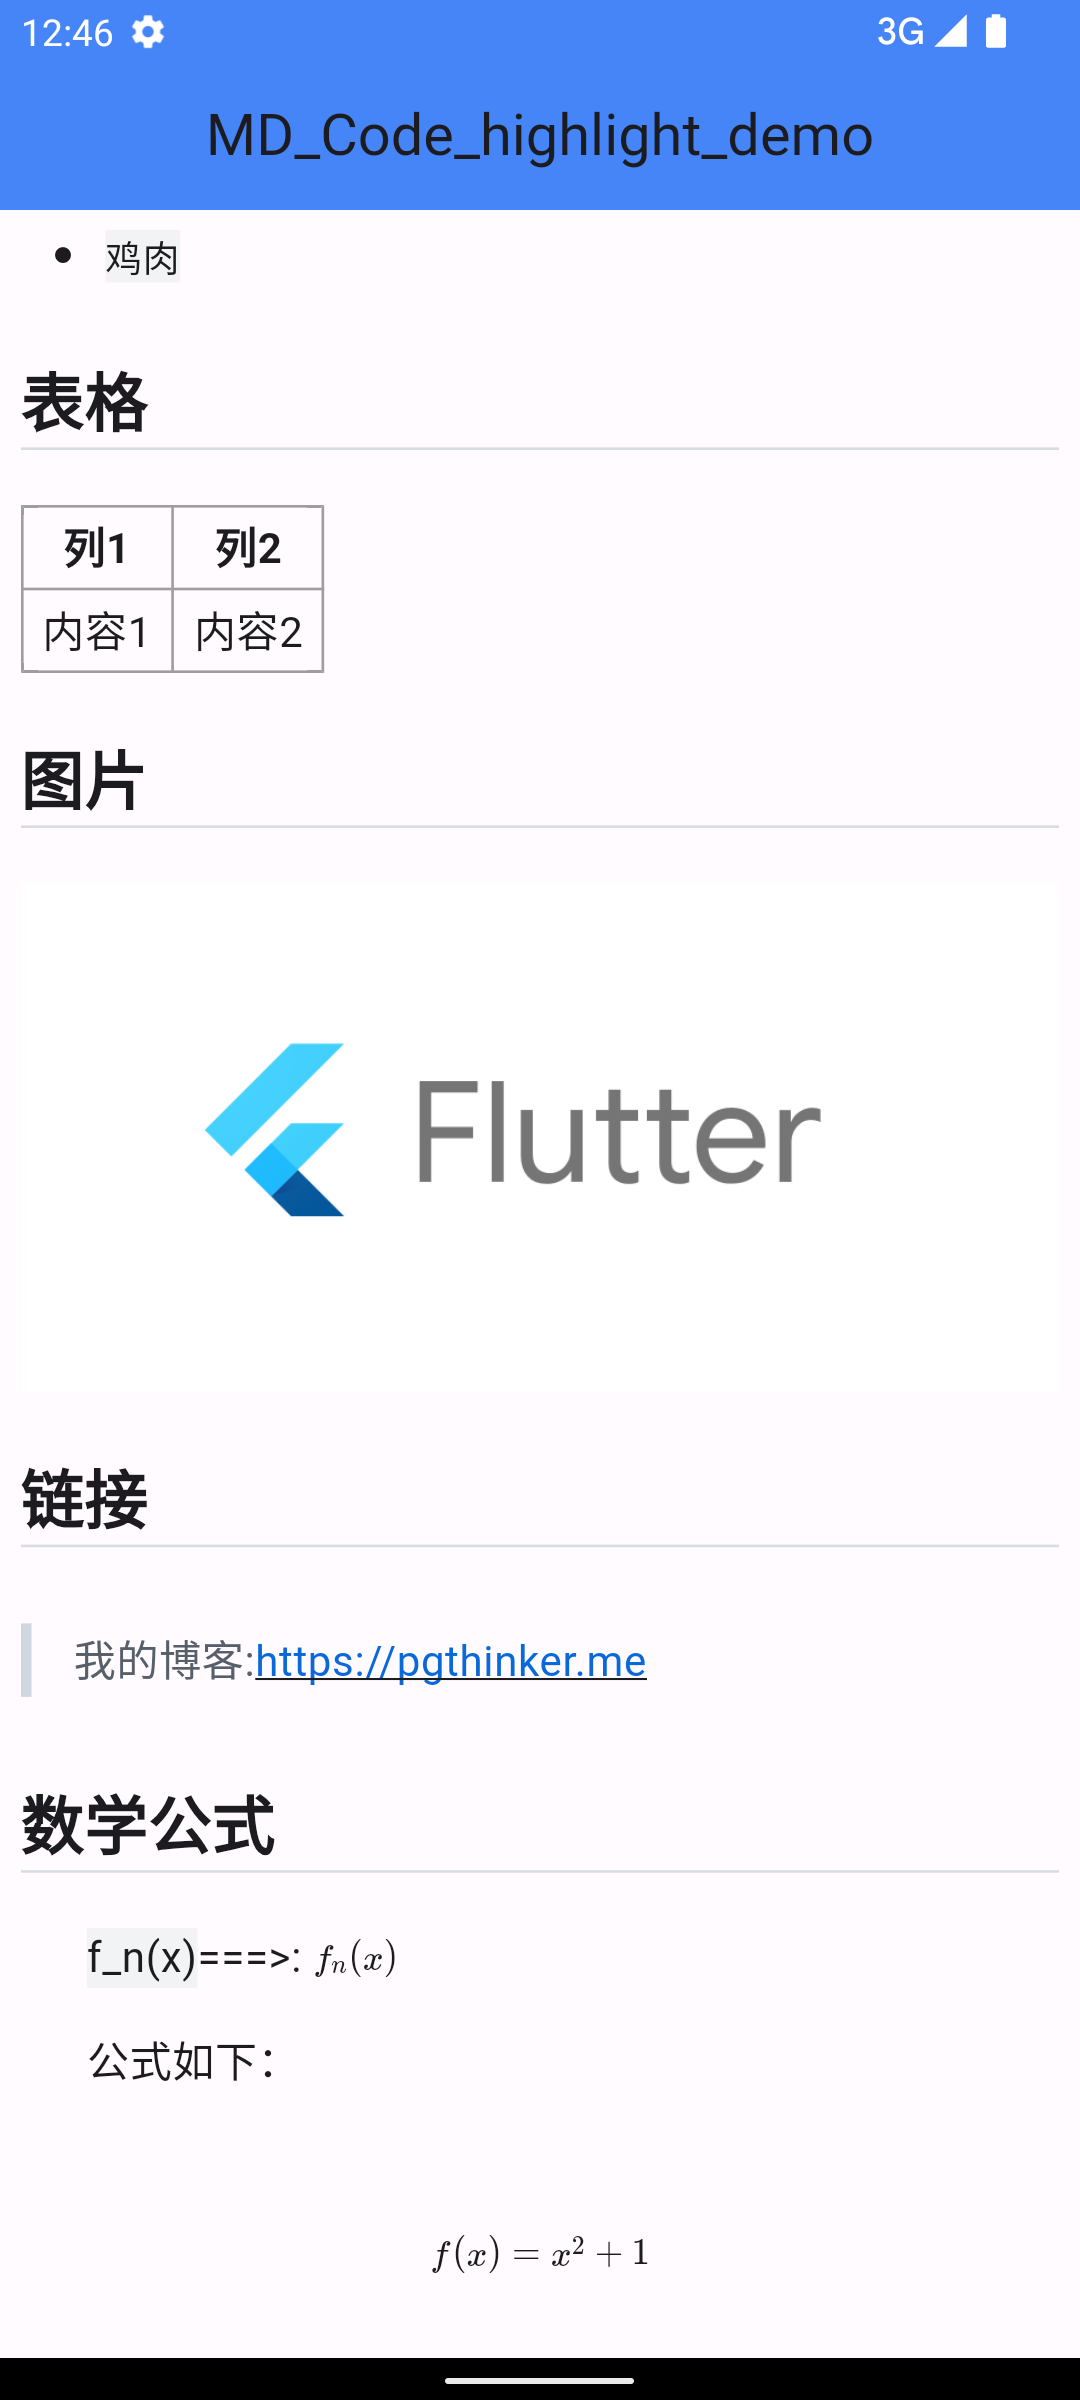 12:46 3G
MD_Code_highlight_demo
• 鸡肉
表格
列1 列2
内容1 内容2
图片
Flutter
链接
我的博客:https://pgthinker.me
数学公式
f_n(x)===>: fₙ(x)
公式如下：
f(x) = x² + 1